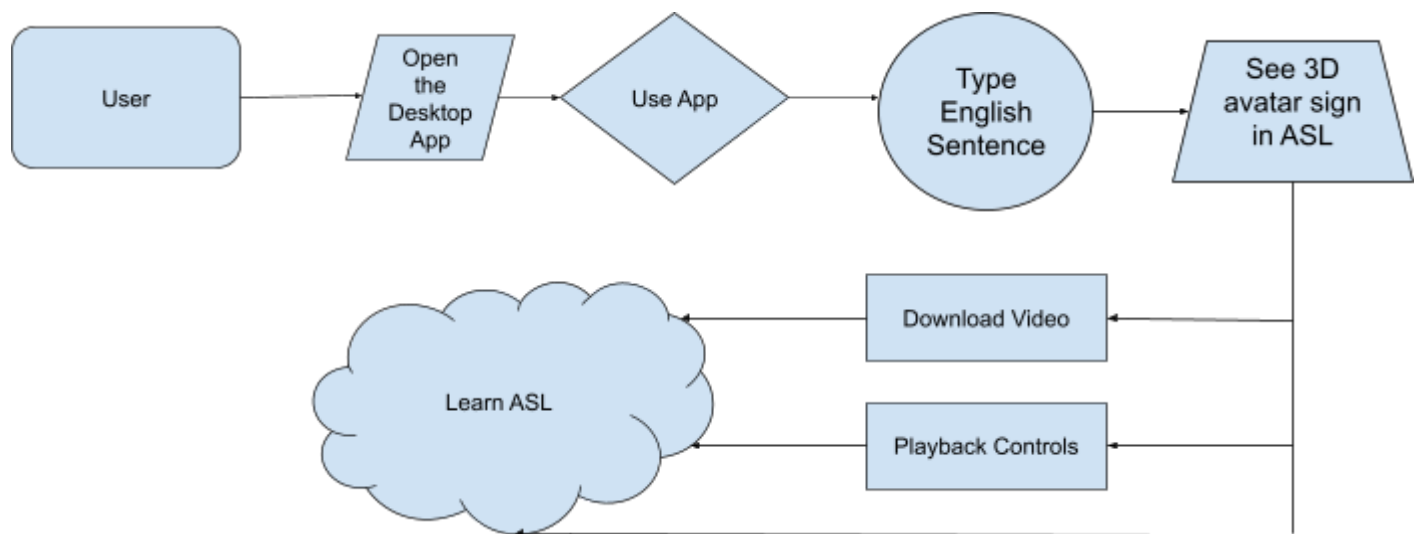 User
Open
the
Desktop
App
Use App
Type
English
Sentence
See 3D
avatar sign
in ASL
Download Video
Learn ASL
Playback Controls